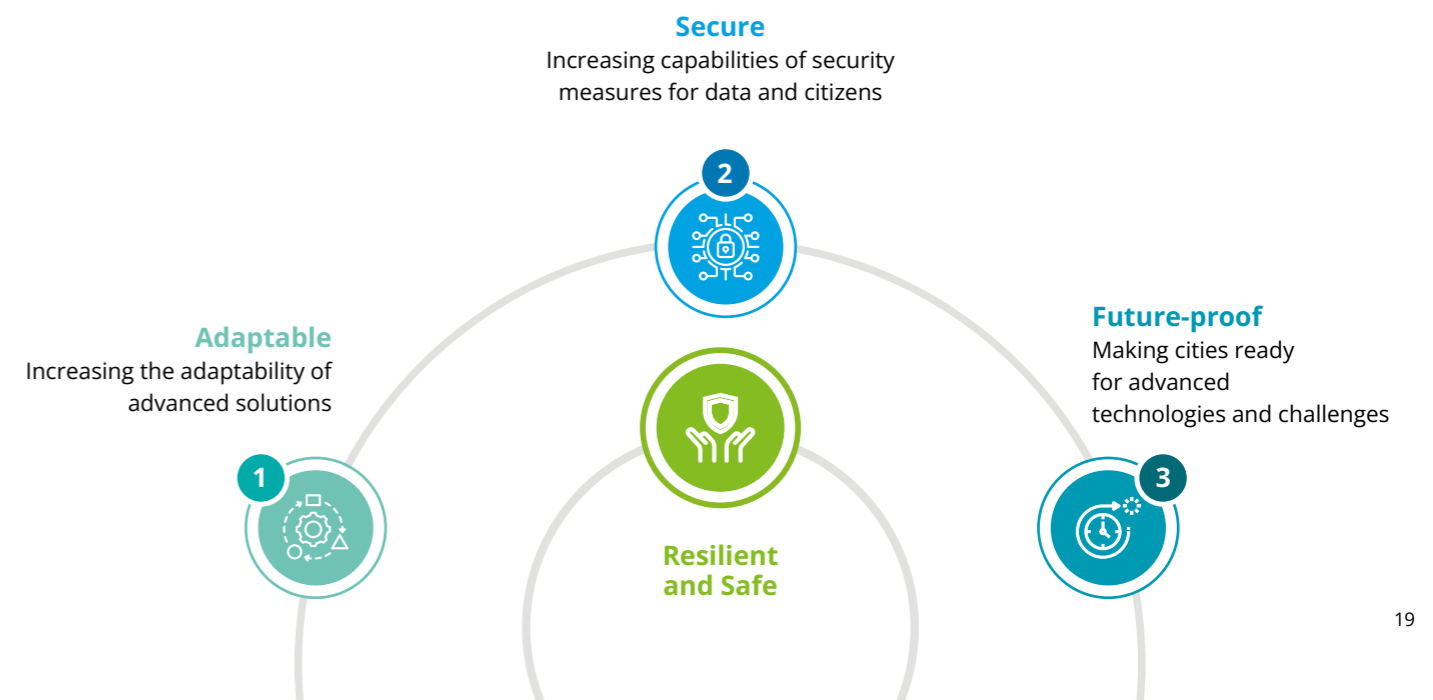 Secure
Increasing capabilities of security
measures for data and citizens
2
Adaptable
Increasing the adaptability of
advanced solutions
1
Future-proof
Making cities ready
for advanced
technologies and challenges
3
Resilient
and Safe
19